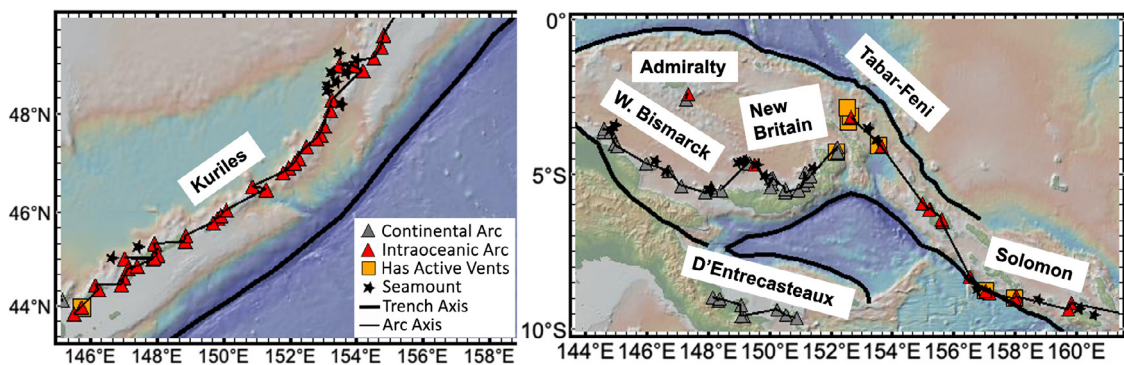 48°N
46°N
44°N
146°E 148°E 150°E 152°E 154°E 156°E 158°E
Kuriles
Continental Arc
Intraoceanic Arc
Has Active Vents
Seamount
Trench Axis
Arc Axis
0°
5°S
10°S
144°E 146°E 148°E 150°E 152°E 154°E 156°E 158°E 160°E
Admiralty
W. Bismarck
New
Britain
Tabar-Feni
D'Entrecasteaux
Solomon